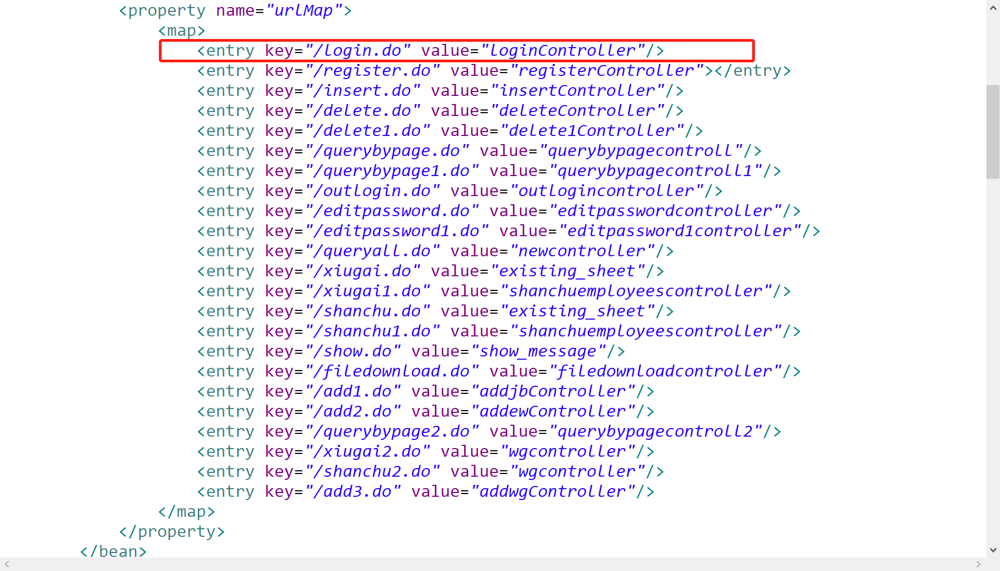 <property name="urlMap">
<map>
<entry key="/login.do" value="loginController"/>
<entry key="/register.do" value="registerController"></entry>
<entry key="/insert.do" value="insertController"/>
<entry key="/delete.do" value="deleteController"/>
<entry key="/delete1.do" value="delete1Controller"/>
<entry key="/querybypage.do" value="querybypagecontroll"/>
<entry key="/querybypage1.do" value="querybypagecontroll1"/>
<entry key="/outlogin.do" value="outlogincontroller"/>
<entry key="/editpassword.do" value="editpasswordcontroller"/>
<entry key="/editpassword1.do" value="editpassword1controller"/>
<entry key="/queryall.do" value="newcontroller"/>
<entry key="/xiugai.do" value="existing_sheet"/>
<entry key="/xiugai1.do" value="shanchuemployeescontroller"/>
<entry key="/shanchu.do" value="existing_sheet"/>
<entry key="/shanchu1.do" value="shanchuemployeescontroller"/>
<entry key="/show.do" value="show_message"/>
<entry key="/filedownload.do" value="filedownloadcontroller"/>
<entry key="/add1.do" value="addjbController"/>
<entry key="/add2.do" value="addewController"/>
<entry key="/querybypage2.do" value="querybypagecontroll2"/>
<entry key="/xiugai2.do" value="wgcontroller"/>
<entry key="/shanchu2.do" value="wgcontroller"/>
<entry key="/add3.do" value="addwgController"/>
</map>
</property>
</bean>